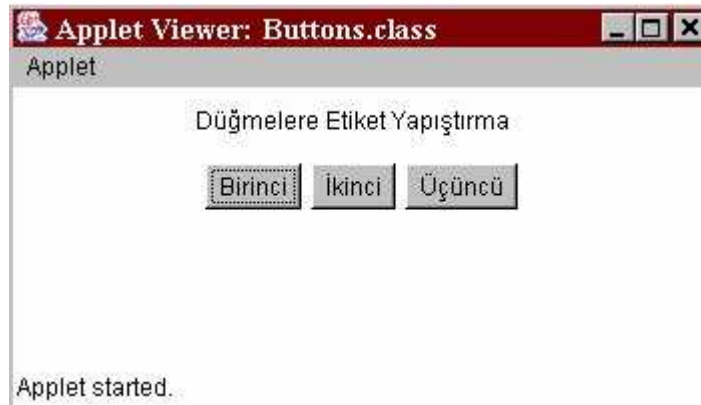 Applet Viewer: Buttons.class
Applet
Düğmelere Etiket Yapıştırma
Birinci İkinci Üçüncü
Applet started.